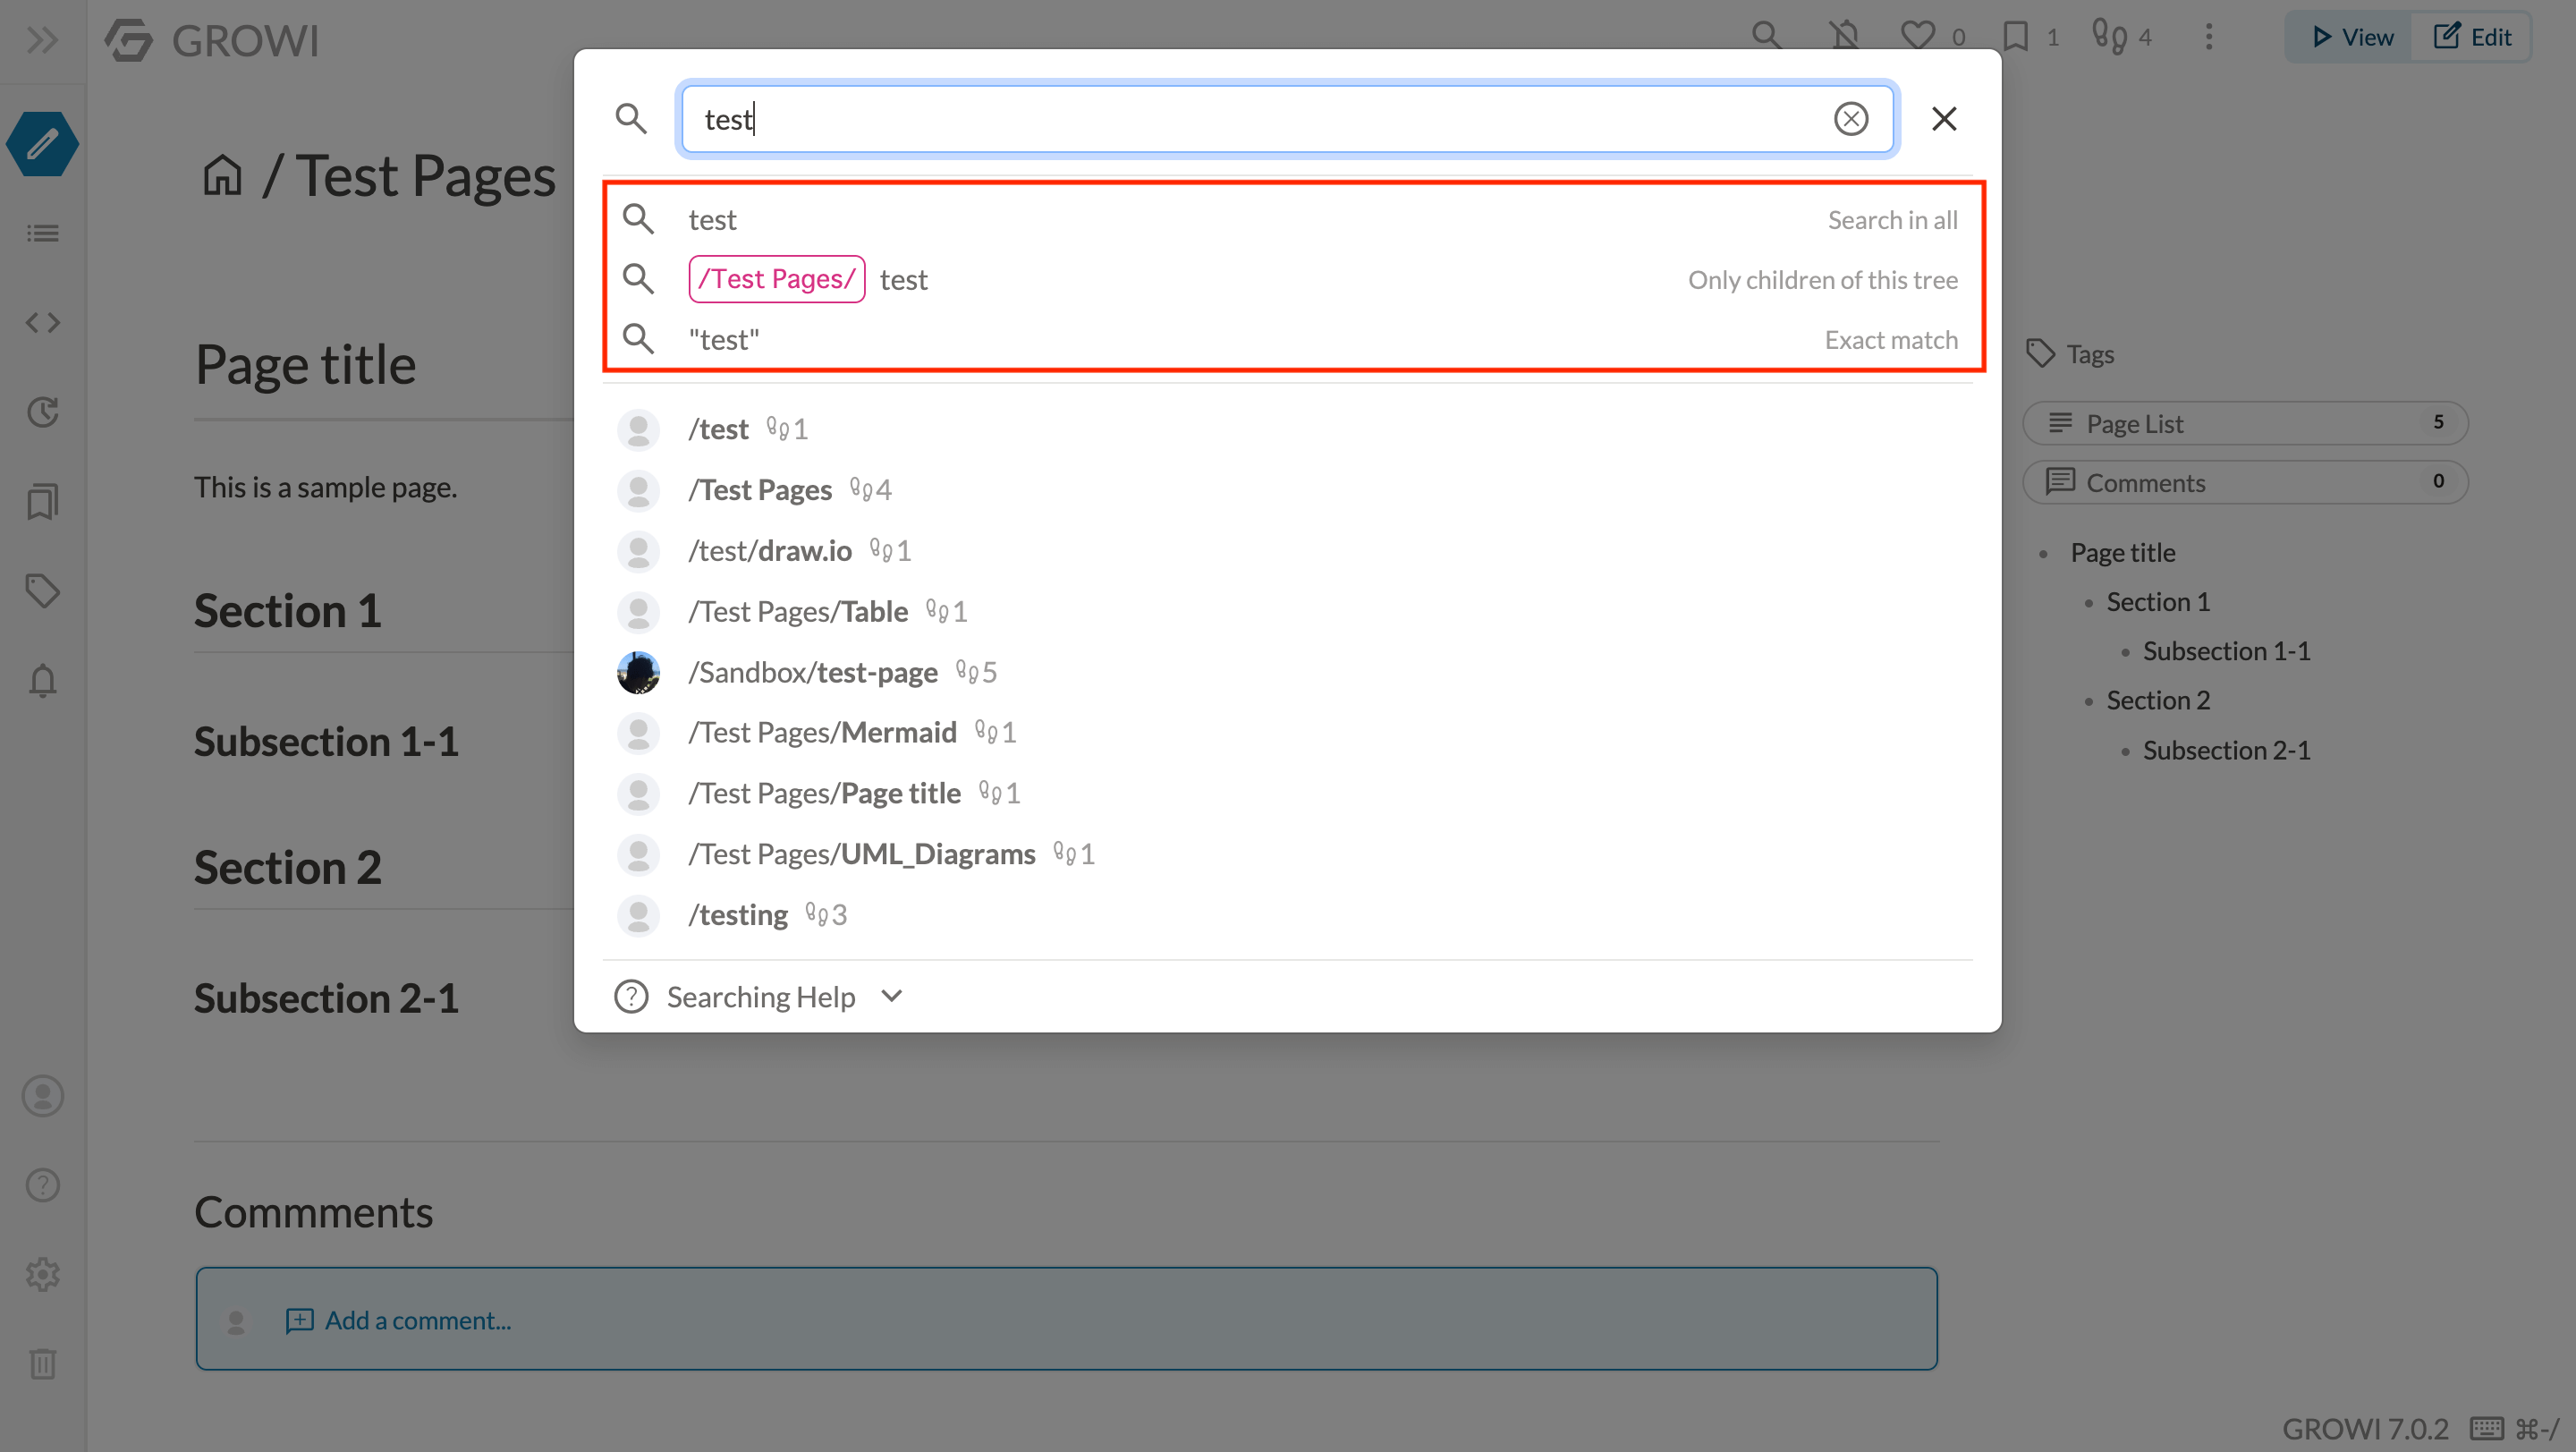 GROWI
0
1
4
View
Edit
/ Test Pages
test
test
Search in all
/Test Pages/ test
Only children of this tree
"test"
Exact match
/test 1
/Test Pages 4
/test/draw.io 1
/Test Pages/Table 1
/Sandbox/test-page 5
/Test Pages/Mermaid 1
/Test Pages/Page title 1
/Test Pages/UML_Diagrams 1
/testing 3
Searching Help
Page title
This is a sample page.
Section 1
Subsection 1-1
Section 2
Subsection 2-1
Commments
Add a comment...
Tags
Page List 5
Comments 0
Page title
Section 1
Subsection 1-1
Section 2
Subsection 2-1
GROWI 7.0.2 ⌘-/